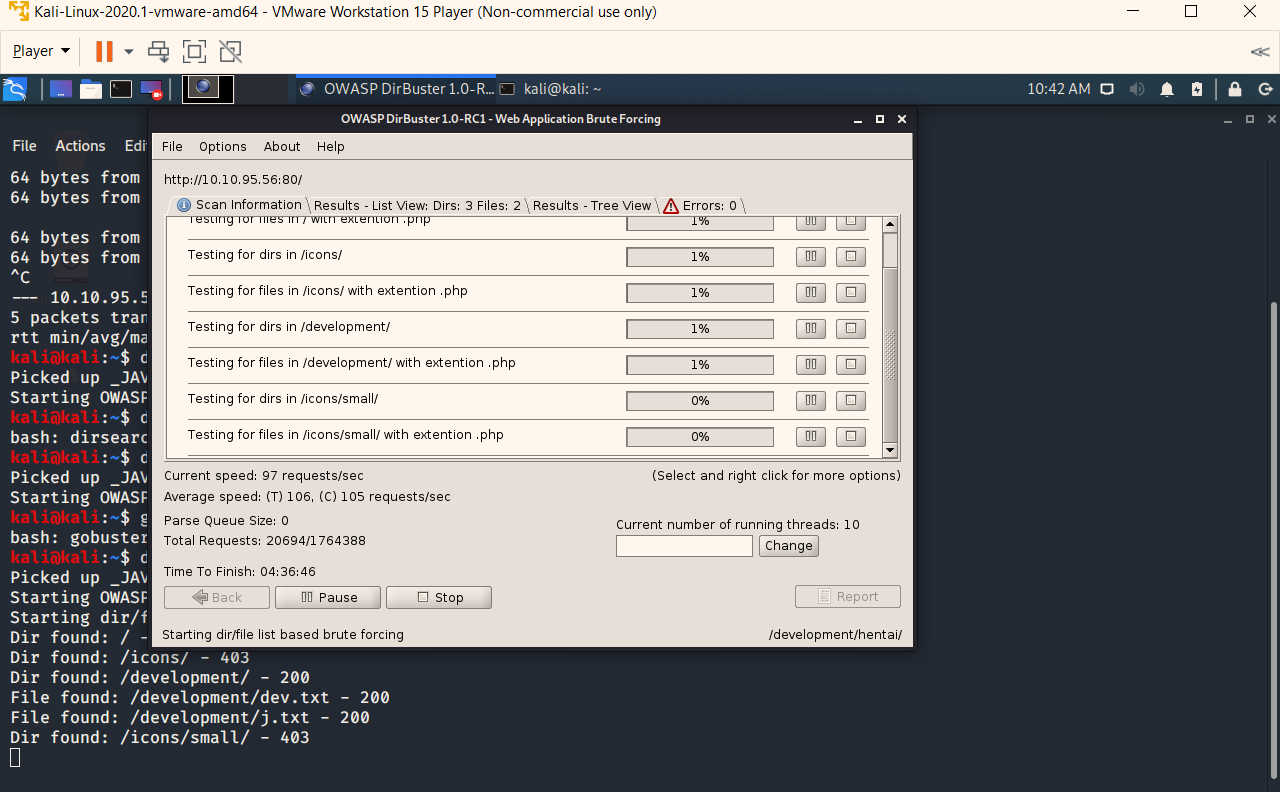 Kali-Linux-2020.1-vmware-amd64 - VMware Workstation 15 Player (Non-commercial use only)
Player
OWASP DirBuster 1.0-R...
kali@kali: ~
10:42 AM
OWASP DirBuster 1.0-RC1 - Web Application Brute Forcing
File Actions Edi
File Options About Help
http://10.10.95.56:80/
Scan Information Results - List View: Dirs: 3 Files: 2 Results - Tree View Errors: 0
Testing for files in / with extention .php 1%
Testing for dirs in /icons/ 1%
Testing for files in /icons/ with extention .php 1%
Testing for dirs in /development/ 1%
Testing for files in /development/ with extention .php 1%
Testing for dirs in /icons/small/ 0%
Testing for files in /icons/small/ with extention .php 0%
Current speed: 97 requests/sec (Select and right click for more options)
Average speed: (T) 106, (C) 105 requests/sec
Parse Queue Size: 0
Current number of running threads: 10
Total Requests: 20694/1764388
Change
Time To Finish: 04:36:46
Back Pause Stop Report
Starting dir/file list based brute forcing /development/hentai/
64 bytes from
64 bytes from
64 bytes from
64 bytes from
^C
--- 10.10.95.5
5 packets tran
rtt min/avg/ma
kali@kali:~$ d
Picked up _JAV
Starting OWASP
kali@kali:~$ d
bash: dirsearc
kali@kali:~$ d
Picked up _JAV
Starting OWASP
kali@kali:~$ g
bash: gobuster
kali@kali:~$ d
Picked up _JAV
Starting OWASP
Starting dir/f
Dir found: / -
Dir found: /icons/ - 403
Dir found: /development/ - 200
File found: /development/dev.txt - 200
File found: /development/j.txt - 200
Dir found: /icons/small/ - 403